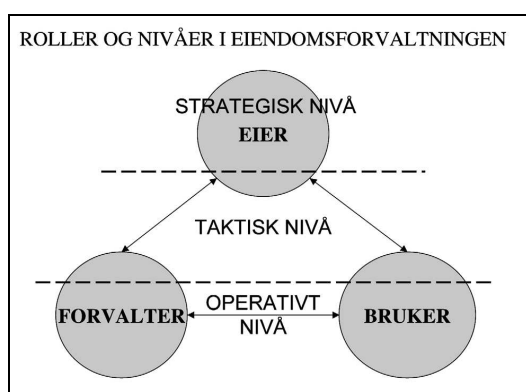 ROLLER OG NIVÅER I EIENDOMSFORVALTNINGEN
STRATEGISK NIVÅ
EIER
TAKTISK NIVÅ
FORVALTER
OPERATIVT
NIVÅ
BRUKER